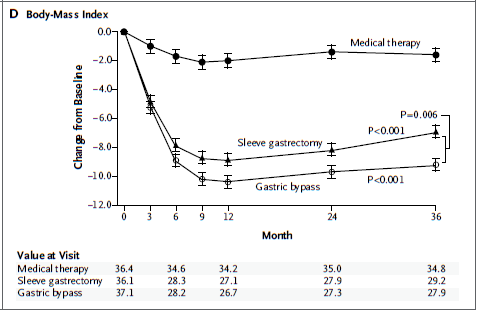 D Body-Mass Index
Change from Baseline
0.0
−2.0
−4.0
−6.0
−8.0
−10.0
−12.0
Medical therapy
P=0.006
P<0.001
Sleeve gastrectomy
P<0.001
Gastric bypass
0 3 6 9 12 24 36
Month
Value at Visit
Medical therapy 36.4 34.6 34.2 35.0 34.8
Sleeve gastrectomy 36.1 28.3 27.1 27.9 29.2
Gastric bypass 37.1 28.2 26.7 27.3 27.9